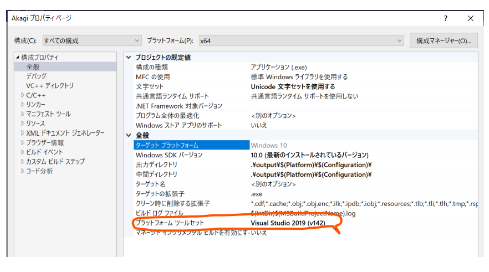 Akagi プロパティ ページ
? ×
構成(C): すべての構成 プラットフォーム(P): x64 構成マネージャー(O)...
構成プロパティ
全般
デバッグ
VC++ ディレクトリ
C/C++
リンカー
マニフェスト ツール
リソース
XML ドキュメント ジェネレーター
ブラウザー情報
ビルド イベント
カスタム ビルド ステップ
コード分析
プロジェクトの既定値
構成の種類 アプリケーション (.exe)
MFC の使用 標準 Windows ライブラリを使用する
文字セット Unicode 文字セットを使用する
共通言語ランタイム サポート 共通言語ランタイム サポートを使用しない
.NET Framework 対象バージョン
プログラム全体の最適化 <別のオプション>
Windows ストア アプリのサポート いいえ
全般
ターゲット プラットフォーム Windows 10
Windows SDK バージョン 10.0 (最新のインストールされているバージョン)
出力ディレクトリ .¥output¥$(Platform)¥$(Configuration)¥
中間ディレクトリ .¥output¥$(Platform)¥$(Configuration)¥
ターゲット名 <別のオプション>
ターゲットの拡張子 .exe
クリーン時に削除する拡張子 *.cdf;*.cache;*.obj;*.obj.enc;*.ilk;*.ipdb;*.iobj;*.resources;*.tlb;*.tli;*.tlh;*.tmp;*.rsp
ビルド ログ ファイル $(IntDir)$(MSBuildProjectName).log
プラットフォーム ツールセット Visual Studio 2019 (v142)
マネージド インクリメンタル ビルドを有効にす いいえ